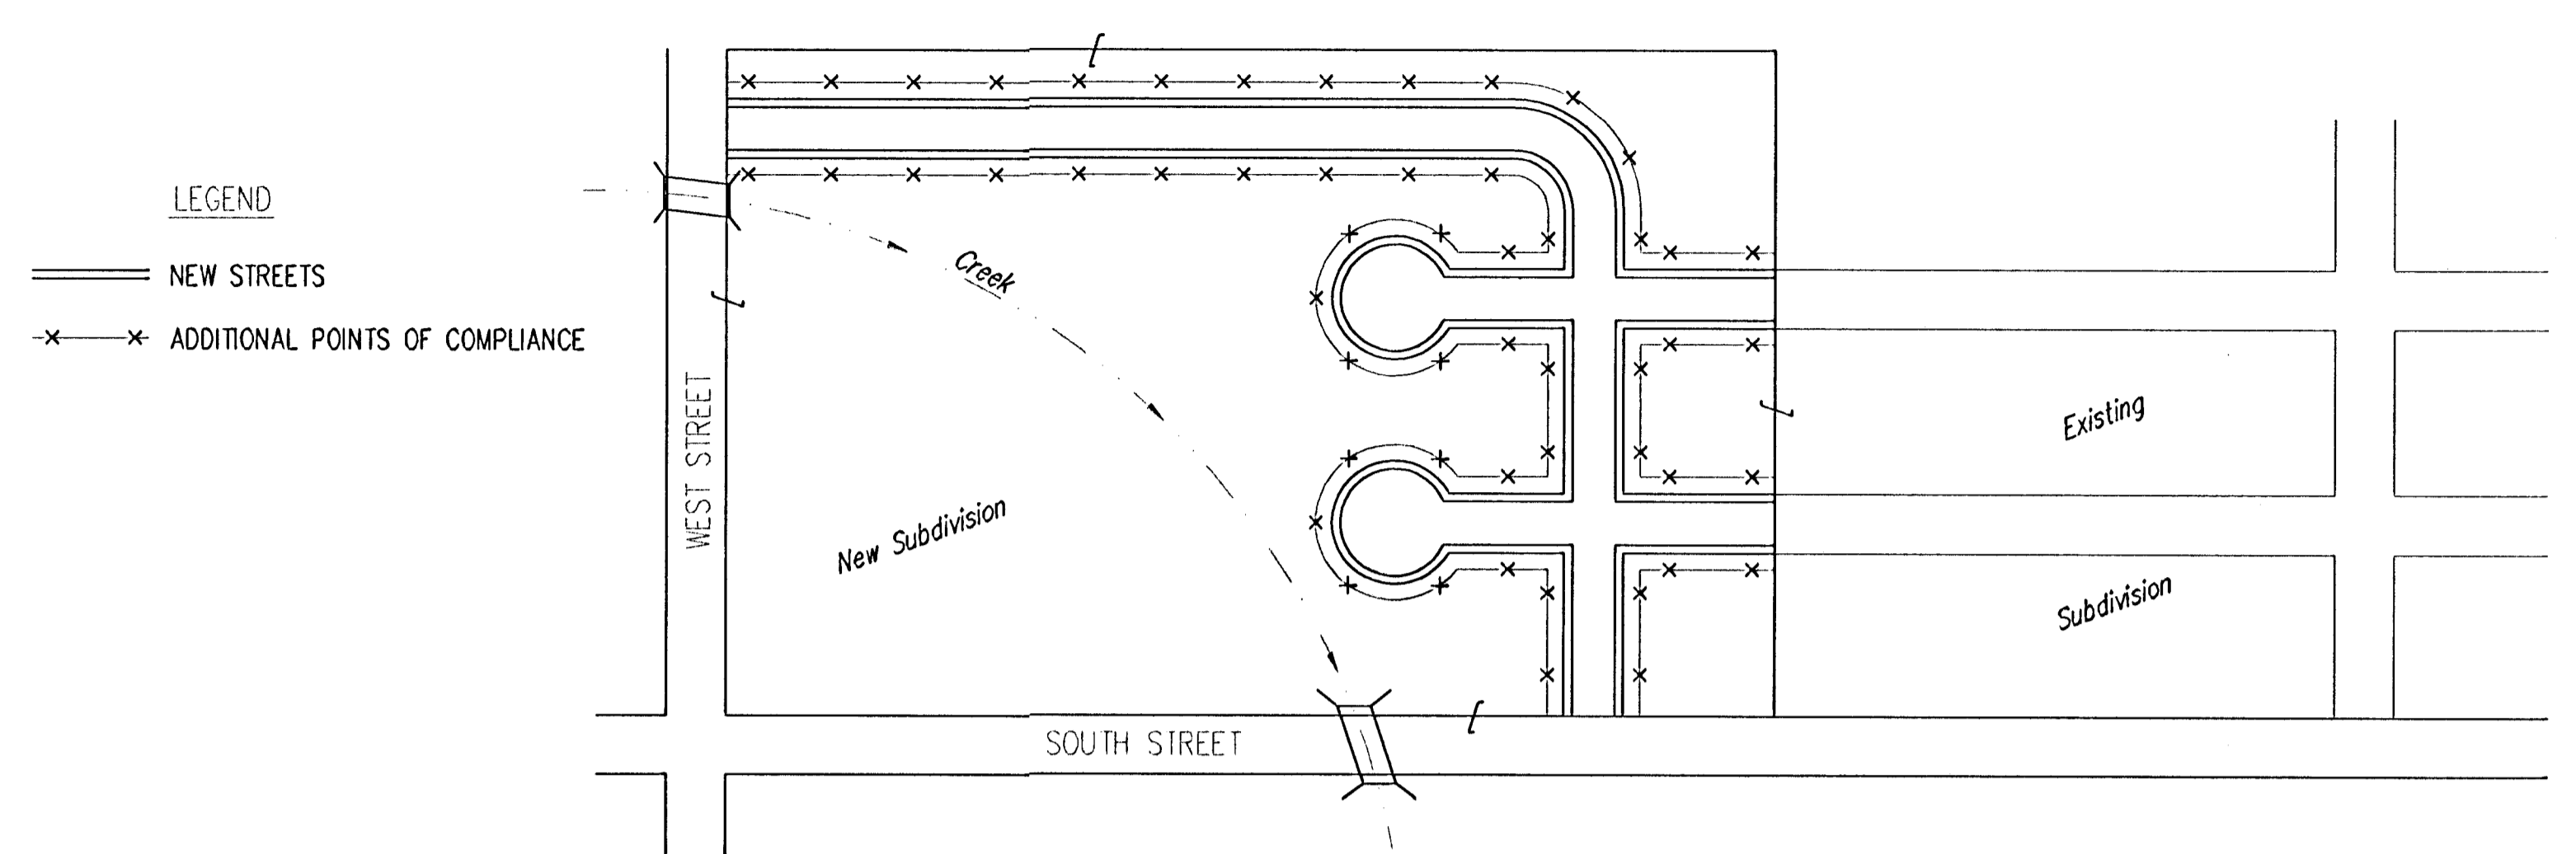 LEGEND
NEW STREETS
ADDITIONAL POINTS OF COMPLIANCE
WEST STREET
Creek
New Subdivision
SOUTH STREET
Existing
Subdivision